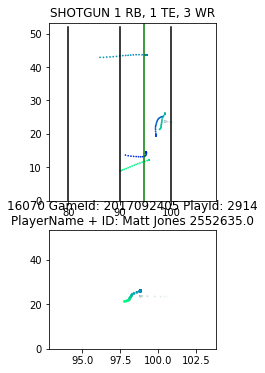 SHOTGUN 1 RB, 1 TE, 3 WR
50
40
30
20
10
0
80 90 100
16070 GameId: 2017092405 PlayId: 2914
PlayerName + ID: Matt Jones 2552635.0
40
20
0
95.0 97.5 100.0 102.5